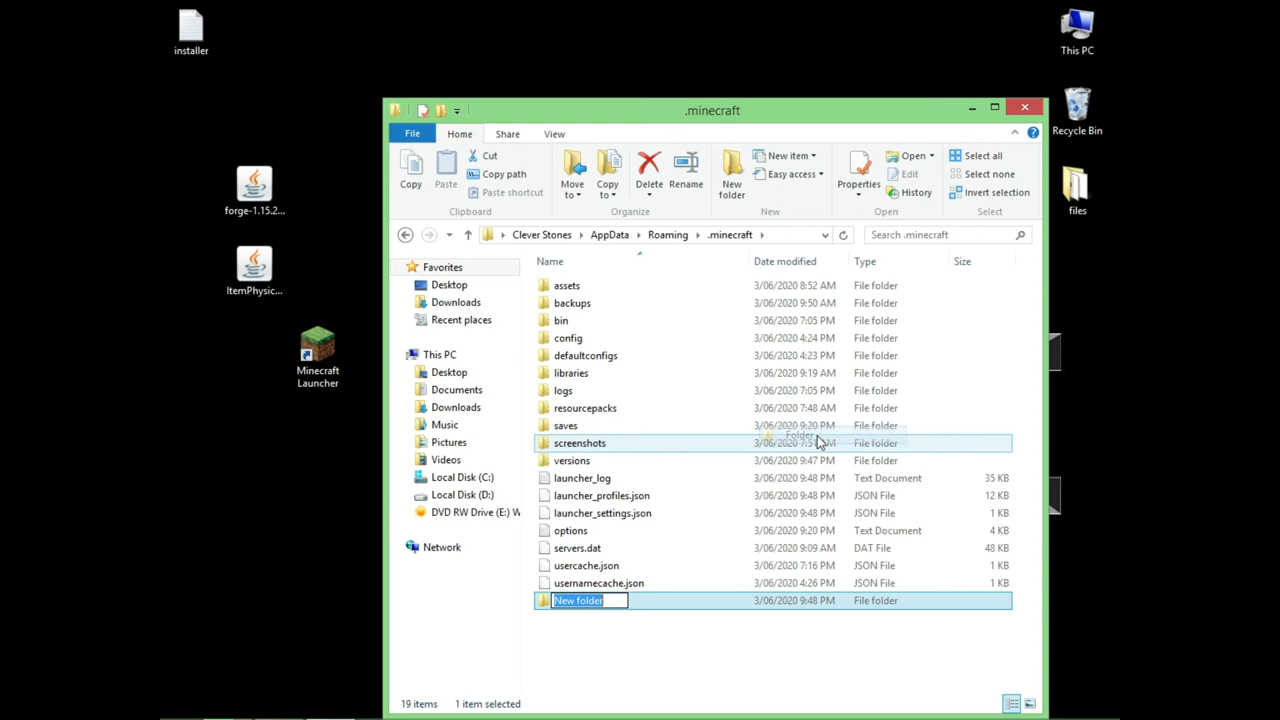 installer
This PC
.minecraft
Recycle Bin
File Home Share View
Copy Paste Cut Copy path Paste shortcut
Move to Copy to Delete Rename
New folder New item Easy access
Properties Open Edit History
Select all Select none Invert selection
Clipboard Organize New Open Select
forge-1.15.2...
files
Clever Stones AppData Roaming .minecraft Search .minecraft
Name Date modified Type Size
Favorites
Desktop
Downloads
Recent places
This PC
Desktop
Documents
Downloads
Music
Pictures
Videos
Local Disk (C:)
Local Disk (D:)
DVD RW Drive (E:) W
Network
ItemPhysic...
Minecraft
Launcher
assets 3/06/2020 8:52 AM File folder
backups 3/06/2020 9:50 AM File folder
bin 3/06/2020 7:05 PM File folder
config 3/06/2020 4:24 PM File folder
defaultconfigs 3/06/2020 4:23 PM File folder
libraries 3/06/2020 9:19 AM File folder
logs 3/06/2020 7:05 PM File folder
resourcepacks 3/06/2020 7:48 AM File folder
saves 3/06/2020 9:20 PM File folder
Folder
screenshots File folder
versions 3/06/2020 9:47 PM File folder
launcher_log 3/06/2020 9:48 PM Text Document 35 KB
launcher_profiles.json 3/06/2020 9:48 PM JSON File 12 KB
launcher_settings.json 3/06/2020 9:48 PM JSON File 1 KB
options 3/06/2020 9:20 PM Text Document 4 KB
servers.dat 3/06/2020 9:09 AM DAT File 48 KB
usercache.json 3/06/2020 7:16 PM JSON File 1 KB
usernamecache.json 3/06/2020 4:26 PM JSON File 1 KB
New folder 3/06/2020 9:48 PM File folder
19 items 1 item selected